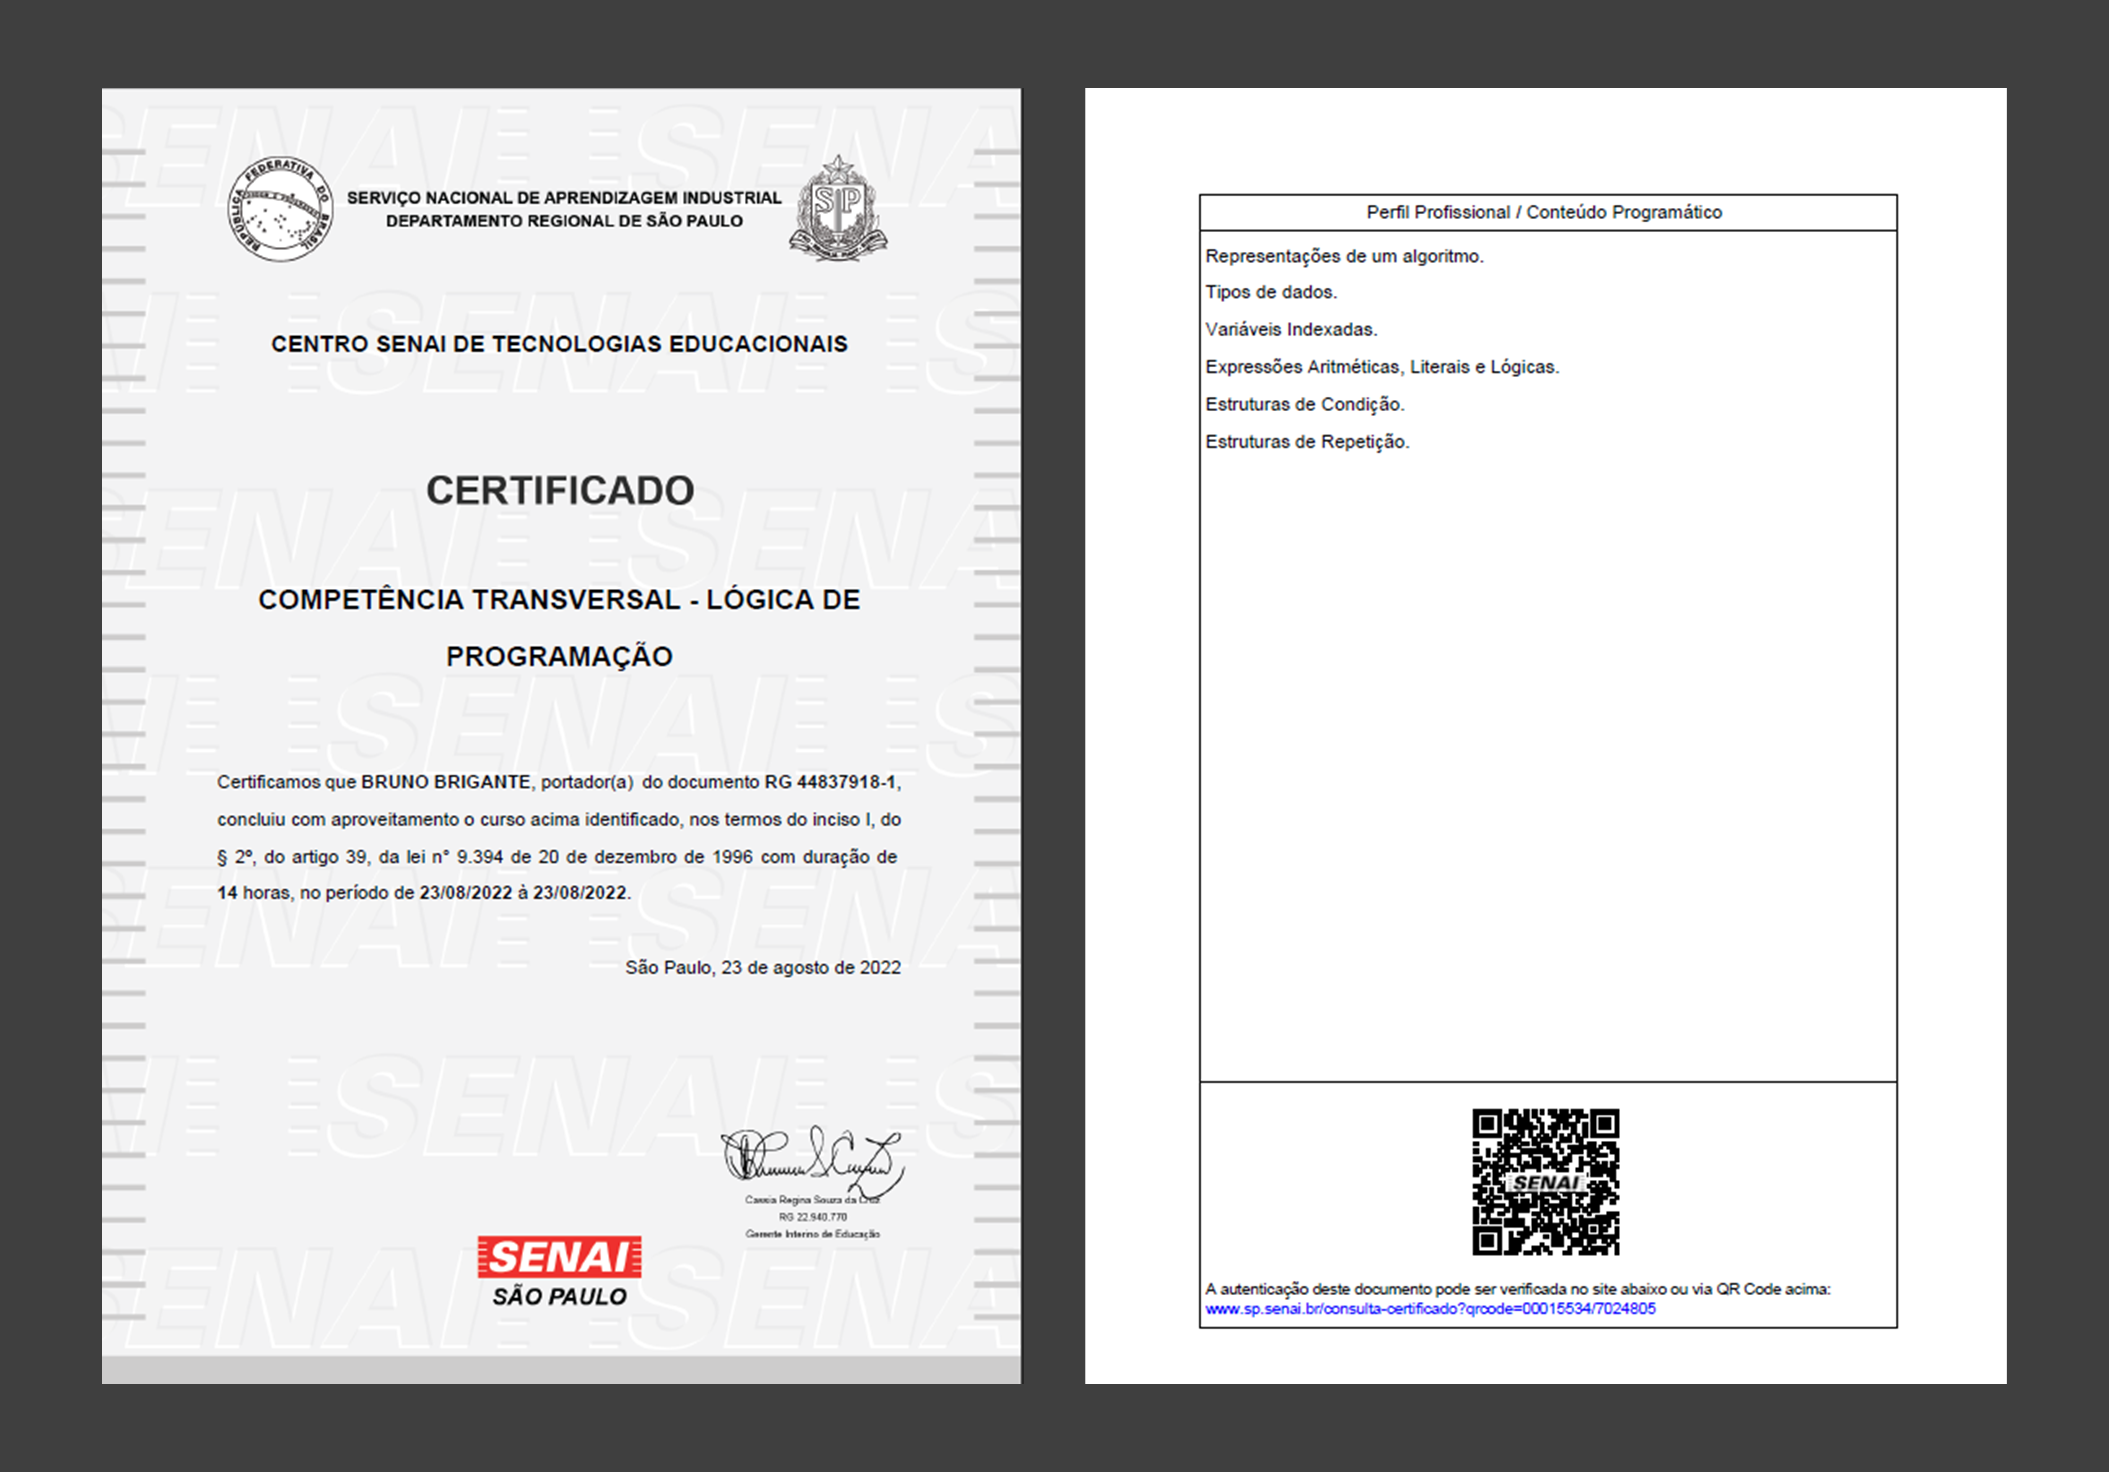 REPÚBLICA FEDERATIVA DO BRASIL
SERVIÇO NACIONAL DE APRENDIZAGEM INDUSTRIAL
DEPARTAMENTO REGIONAL DE SÃO PAULO
SP
CENTRO SENAI DE TECNOLOGIAS EDUCACIONAIS
CERTIFICADO
COMPETÊNCIA TRANSVERSAL - LÓGICA DE
PROGRAMAÇÃO
Certificamos que BRUNO BRIGANTE, portador(a) do documento RG 44837918-1,
concluiu com aproveitamento o curso acima identificado, nos termos do inciso I, do
§ 2º, do artigo 39, da lei n° 9.394 de 20 de dezembro de 1996 com duração de
14 horas, no período de 23/08/2022 à 23/08/2022.
São Paulo, 23 de agosto de 2022
Cassia Regina Souza da Cruz
RG 22.940.770
Gerente Interino de Educação
SENAI
SÃO PAULO
Perfil Profissional / Conteúdo Programático
Representações de um algoritmo.
Tipos de dados.
Variáveis Indexadas.
Expressões Aritméticas, Literais e Lógicas.
Estruturas de Condição.
Estruturas de Repetição.
SENAI
A autenticação deste documento pode ser verificada no site abaixo ou via QR Code acima:
www.sp.senai.br/consulta-certificado?qrcode=00015534/7024805